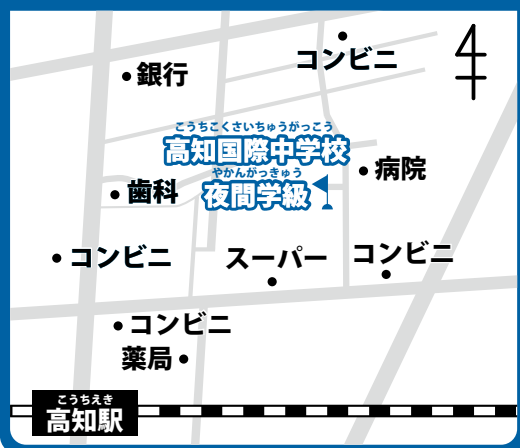 コンビニ
銀行
こうちこくさいちゅうがっこう
高知国際中学校
病院
やかんがっきゅう
夜間学級
歯科
コンビニ
スーパー
コンビニ
コンビニ
薬局
こうちえき
高知駅